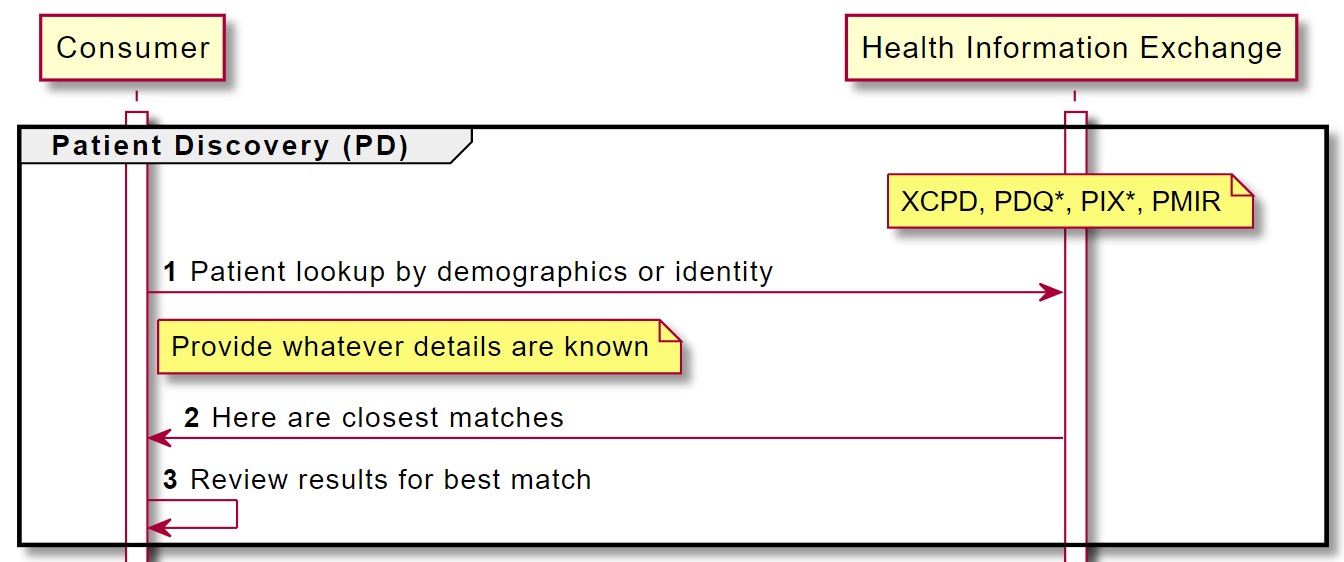 Consumer
Health Information Exchange
Patient Discovery (PD)
XCPD, PDQ*, PIX*, PMIR
1 Patient lookup by demographics or identity
Provide whatever details are known
2 Here are closest matches
3 Review results for best match